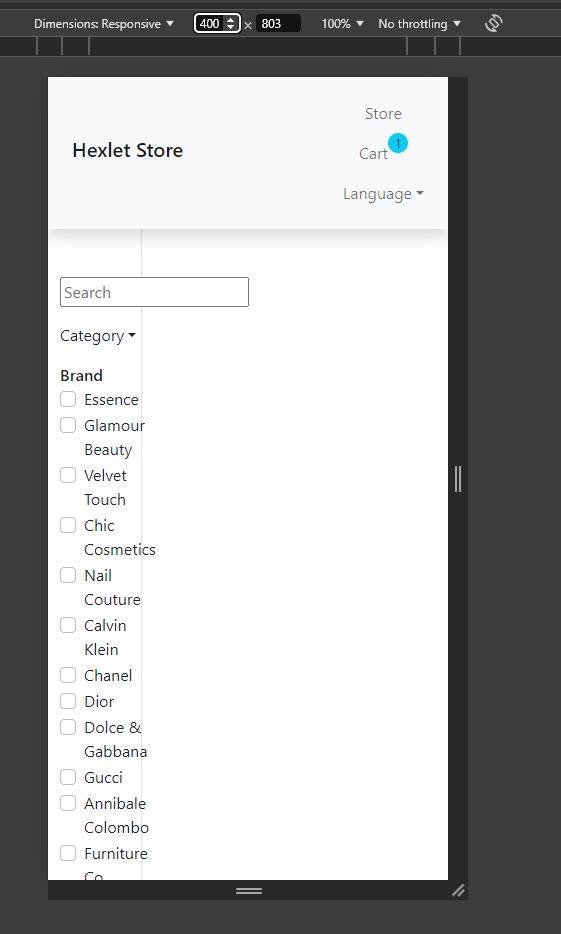 Dimensions: Responsive 400 × 803 100% No throttling
Store
Hexlet Store
Cart 1
Language
Search
Category
Brand
Essence
Glamour
Beauty
Velvet
Touch
Chic
Cosmetics
Nail
Couture
Calvin
Klein
Chanel
Dior
Dolce &
Gabbana
Gucci
Annibale
Colombo
Furniture
Co